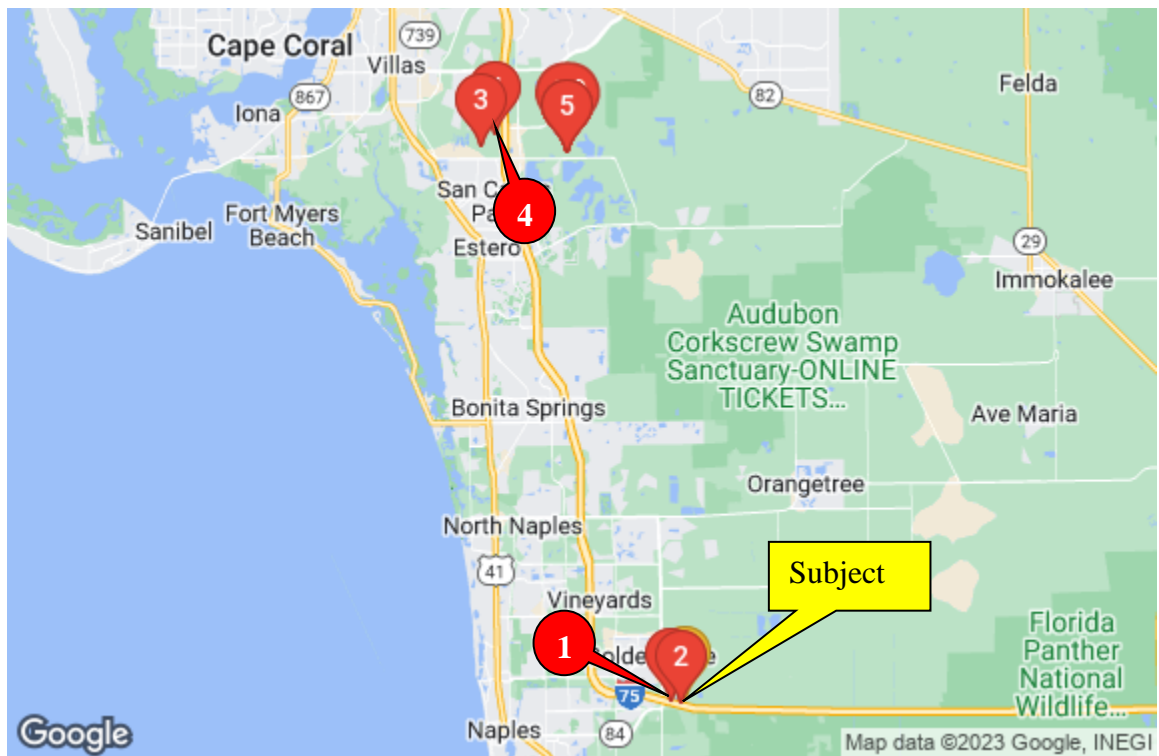 739
Cape Coral
Villas
Felda
82
867
Iona
3
5
San C
Pa
4
Fort Myers
Beach
Sanibel
Estero
29
Immokalee
Audubon
Corkscrew Swamp
Sanctuary-ONLINE
TICKETS...
Bonita Springs
Ave Maria
Orangetree
North Naples
41
Subject
Vineyards
Florida
Panther
National
Wildlife...
1
2
75
Naples
84
Google
Map data ©2023 Google, INEGI